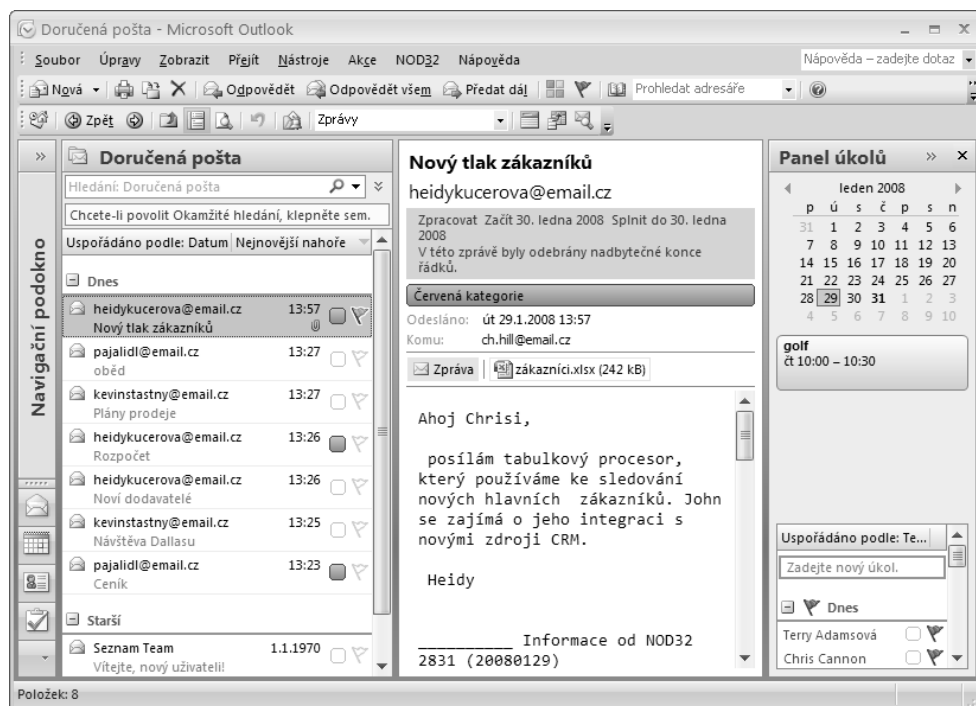 Doručená pošta - Microsoft Outlook
Soubor Úpravy Zobrazit Přejít Nástroje Akce NOD32 Nápověda
Nápověda – zadejte dotaz
Nová Odpovědět Odpovědět všem Předat dál Prohledat adresáře
Zpět Zprávy
Navigační podokno
Doručená pošta
Hledání: Doručená pošta
Chcete-li povolit Okamžité hledání, klepněte sem.
Uspořádáno podle: Datum Nejnovější nahoře
Dnes
heidykucerova@email.cz 13:57
Nový tlak zákazníků
pajalidl@email.cz 13:27
oběd
kevinstastny@email.cz 13:27
Plány prodeje
heidykucerova@email.cz 13:26
Rozpočet
heidykucerova@email.cz 13:26
Noví dodavatelé
kevinstastny@email.cz 13:25
Návštěva Dallasu
pajalidl@email.cz 13:23
Ceník
Starší
Seznam Team 1.1.1970
Vítejte, nový uživateli!
Nový tlak zákazníků
heidykucerova@email.cz
Zpracovat Začít 30. ledna 2008 Splnit do 30. ledna
2008
V této zprávě byly odebrány nadbytečné konce
řádků.
Červená kategorie
Odesláno: út 29.1.2008 13:57
Komu: ch.hill@email.cz
Zpráva zákazníci.xlsx (242 kB)
Ahoj Chrisi,
posílám tabulkový procesor,
který používáme ke sledování
nových hlavních zákazníků. John
se zajímá o jeho integraci s
novými zdroji CRM.
Heidy
__________ Informace od NOD32
2831 (20080129)
Panel úkolů
leden 2008
p ú s č p s n
31 1 2 3 4 5 6
7 8 9 10 11 12 13
14 15 16 17 18 19 20
21 22 23 24 25 26 27
28 29 30 31 1 2 3
4 5 6 7 8 9 10
golf
čt 10:00 – 10:30
Uspořádáno podle: Te...
Zadejte nový úkol.
Dnes
Terry Adamsová
Chris Cannon
Položek: 8